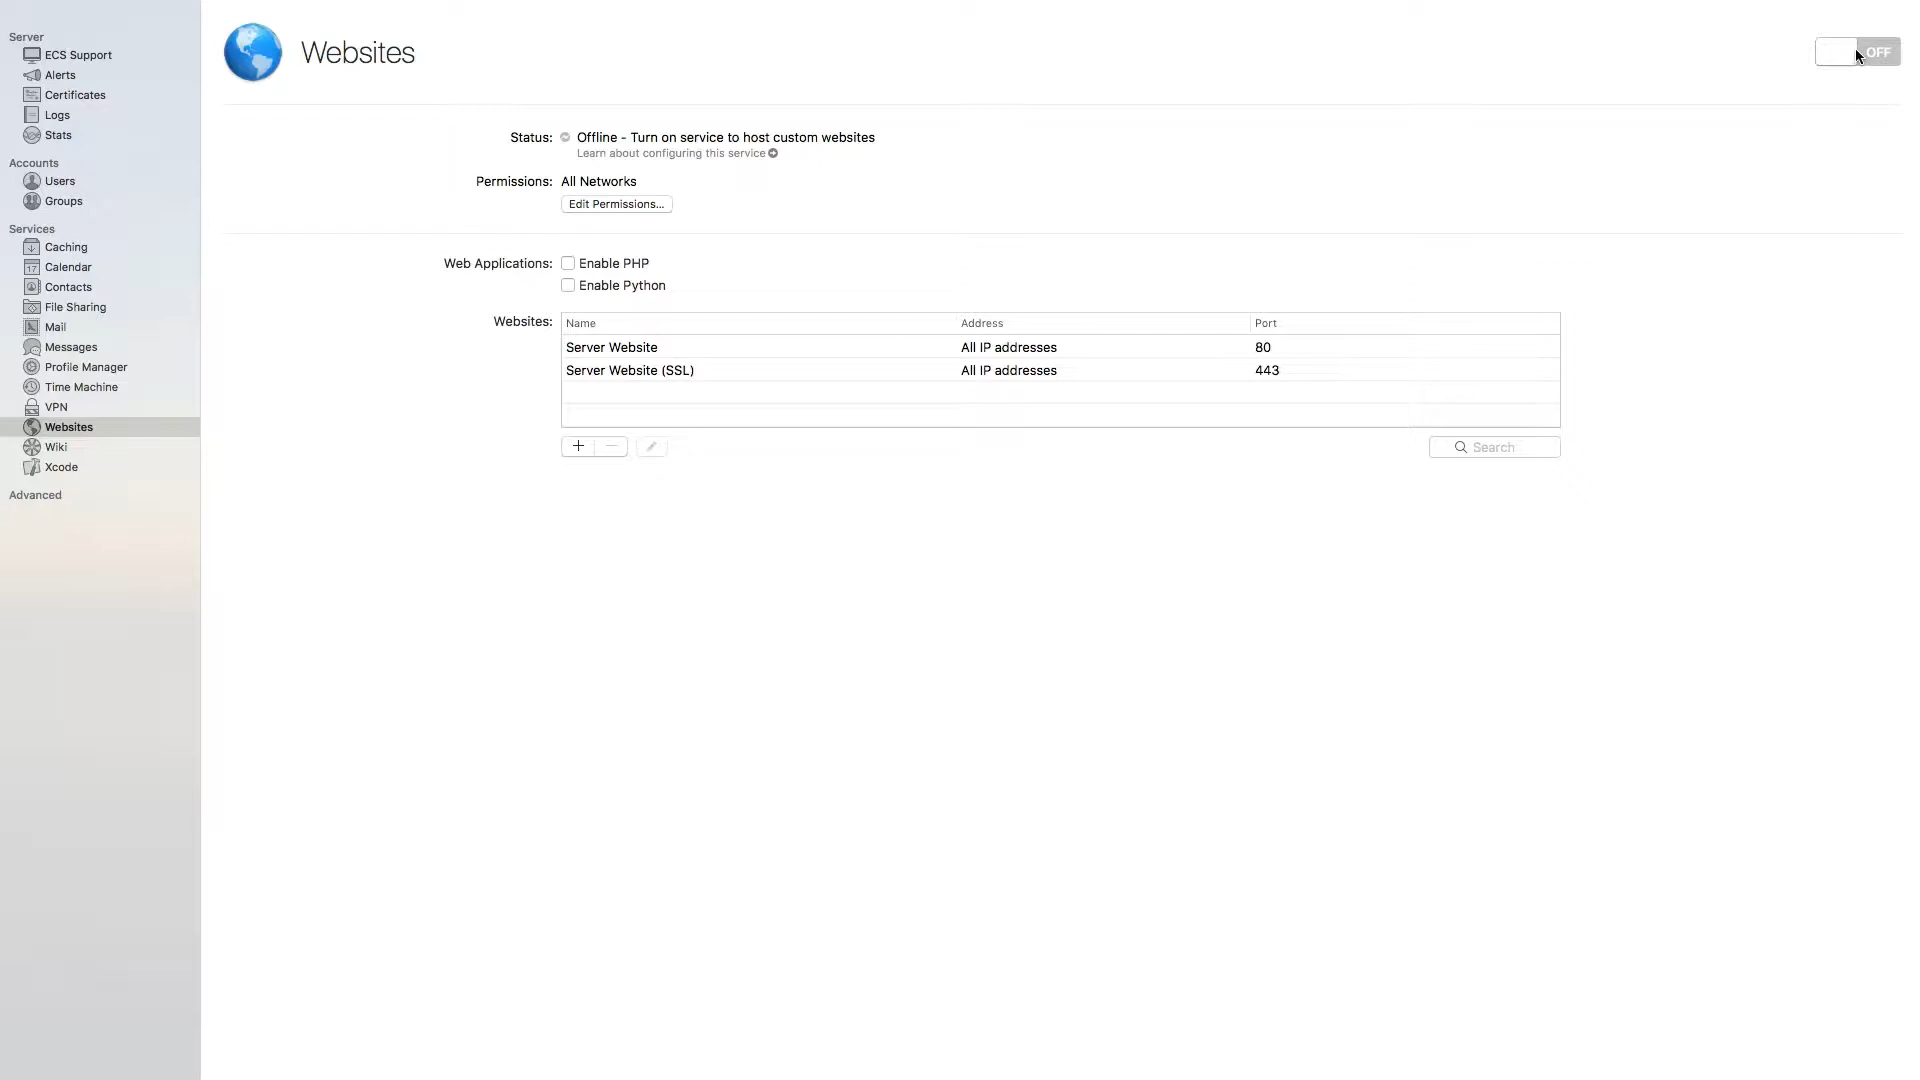 Server
ECS Support
Alerts
Certificates
Logs
Stats
Accounts
Users
Groups
Services
Caching
17 Calendar
Contacts
File Sharing
Mail
Messages
Profile Manager
Time Machine
VPN
Websites
Wiki
Xcode
Advanced
Websites
OFF
Status: Offline - Turn on service to host custom websites
Learn about configuring this service
Permissions: All Networks
Edit Permissions...
Web Applications: Enable PHP
Enable Python
Websites:
Name Address Port
Server Website All IP addresses 80
Server Website (SSL) All IP addresses 443
Search